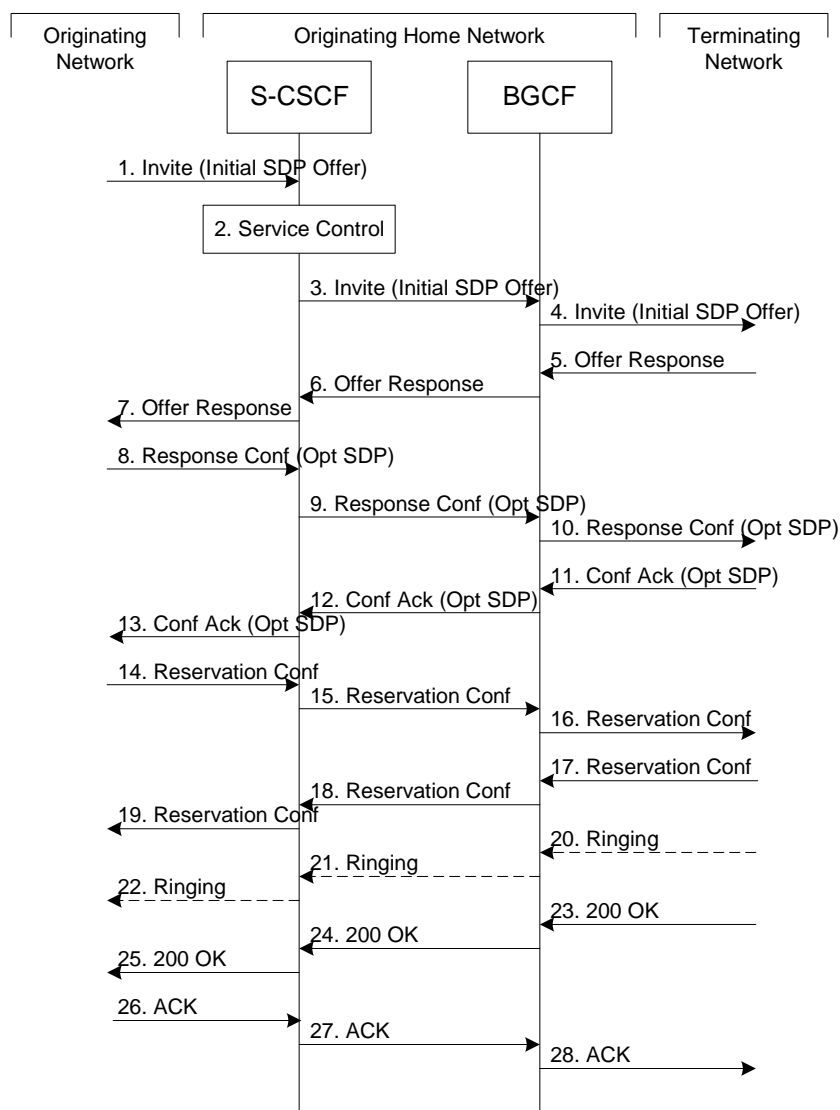 Originating
Network
Originating Home Network
Terminating
Network
S-CSCF
BGCF
1. Invite (Initial SDP Offer)
2. Service Control
3. Invite (Initial SDP Offer)
4. Invite (Initial SDP Offer)
5. Offer Response
6. Offer Response
7. Offer Response
8. Response Conf (Opt SDP)
9. Response Conf (Opt SDP)
10. Response Conf (Opt SDP)
11. Conf Ack (Opt SDP)
12. Conf Ack (Opt SDP)
13. Conf Ack (Opt SDP)
14. Reservation Conf
15. Reservation Conf
16. Reservation Conf
17. Reservation Conf
18. Reservation Conf
19. Reservation Conf
20. Ringing
21. Ringing
22. Ringing
23. 200 OK
24. 200 OK
25. 200 OK
26. ACK
27. ACK
28. ACK